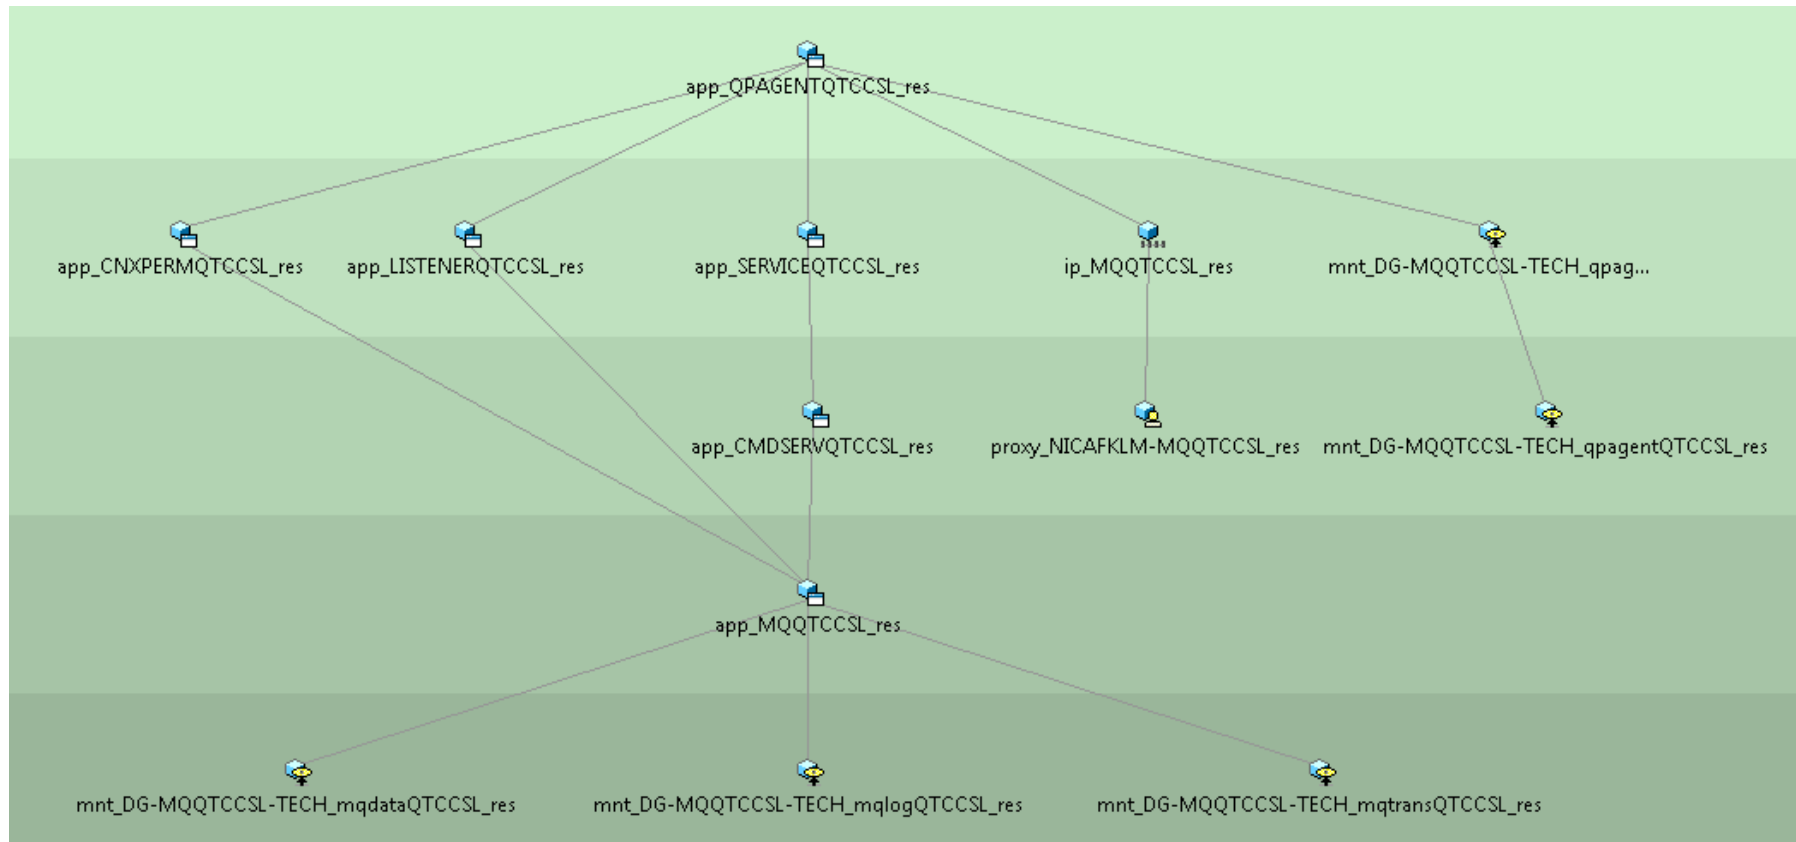 app_QPAGENTQTCCSL_res
app_CNXPERMQTCCSL_res
app_LISTENERQTCCSL_res
app_SERVICEQTCCSL_res
ip_MQQTCCSL_res
mnt_DG-MQQTCCSL-TECH_qpag...
app_CMDSERVQTCCSL_res
proxy_NICAFKLM-MQQTCCSL_res
mnt_DG-MQQTCCSL-TECH_qpagentQTCCSL_res
app_MQQTCCSL_res
mnt_DG-MQQTCCSL-TECH_mqdataQTCCSL_res
mnt_DG-MQQTCCSL-TECH_mqlogQTCCSL_res
mnt_DG-MQQTCCSL-TECH_mqtransQTCCSL_res